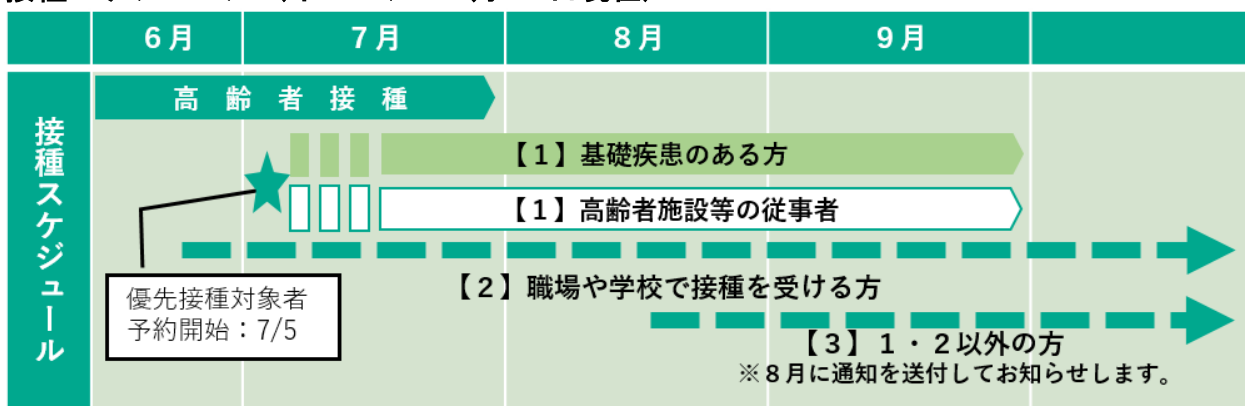 6月
7月
8月
9月
接種スケジュール
高齢者接種
【1】基礎疾患のある方
【1】高齢者施設等の従事者
【2】職場や学校で接種を受ける方
優先接種対象者
予約開始：7/5
【3】1・2以外の方
※8月に通知を送付してお知らせします。